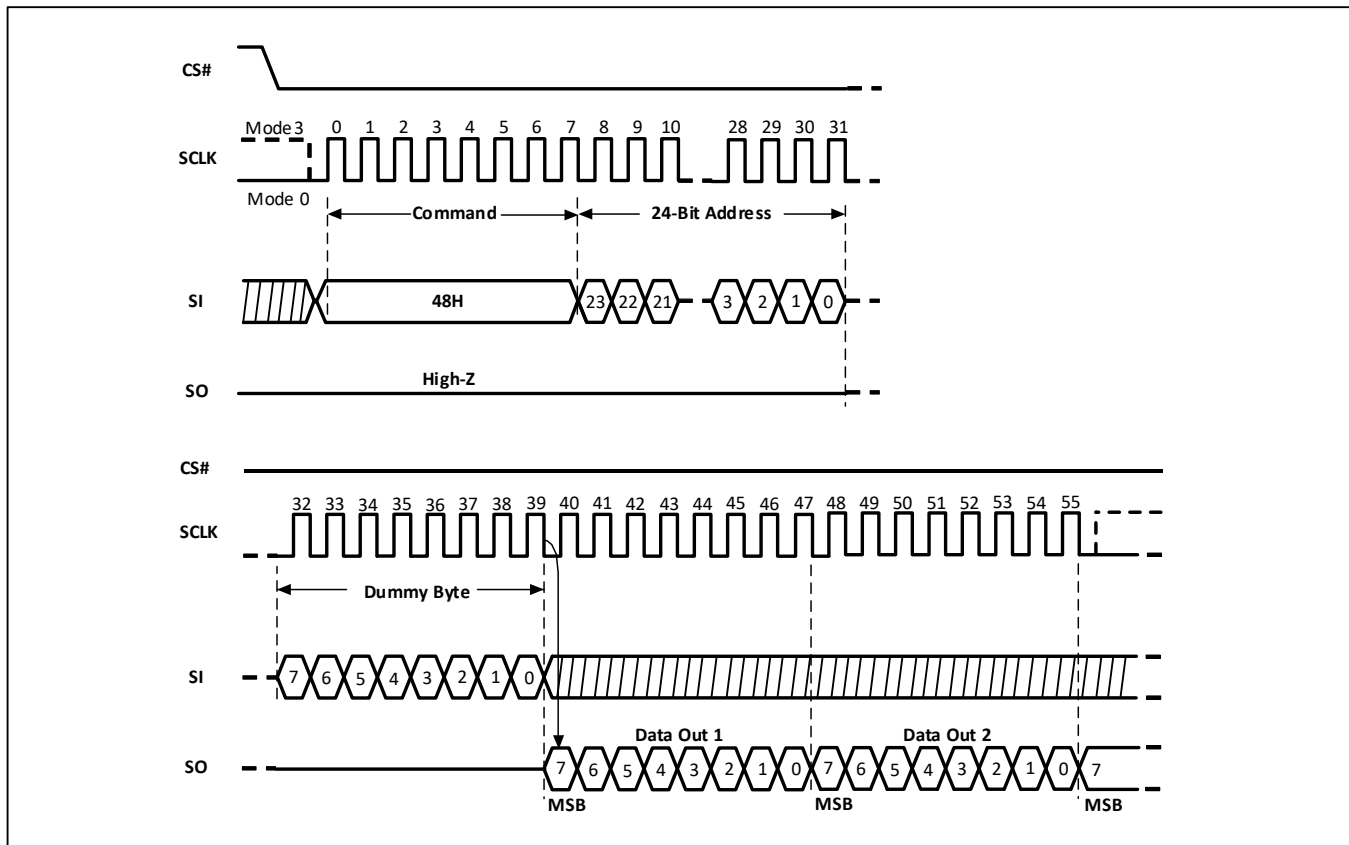 CS#
Mode 3 0 1 2 3 4 5 6 7 8 9 10 28 29 30 31
SCLK
Mode 0
Command 24-Bit Address
SI 48H 23 22 21 3 2 1 0
High-Z
SO
CS#
32 33 34 35 36 37 38 39 40 41 42 43 44 45 46 47 48 49 50 51 52 53 54 55
SCLK
Dummy Byte
SI 7 6 5 4 3 2 1 0
Data Out 1 Data Out 2
SO 7 6 5 4 3 2 1 0 7 6 5 4 3 2 1 0 7
MSB MSB MSB